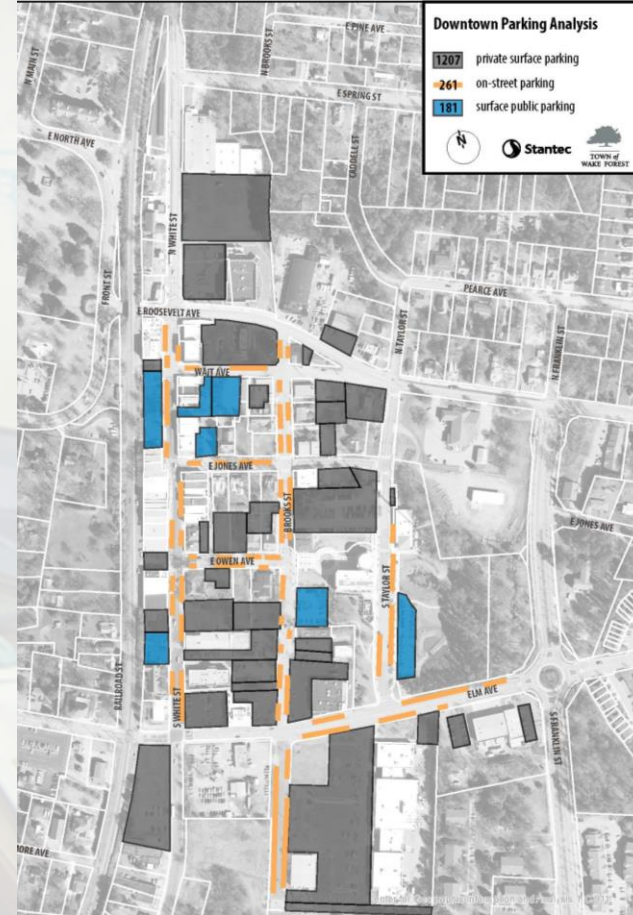 Downtown Parking Analysis
1207 private surface parking
261 on-street parking
181 surface public parking
N
Stantec
TOWN of
WAKE FOREST
E PINE AVE
N MAIN ST
N BROOKS ST
E SPRING ST
E NORTH AVE
CADDELL ST
N WHITE ST
FRONT ST
PEARCE AVE
E ROOSEVELT AVE
N TAYLOR ST
N FRANKLIN ST
WAIT AVE
E JONES AVE
BROOKS ST
E JONES AVE
E OWEN AVE
S TAYLOR ST
RAILROAD ST
S WHITE ST
ELM AVE
S FRANKLIN ST
MORE AVE